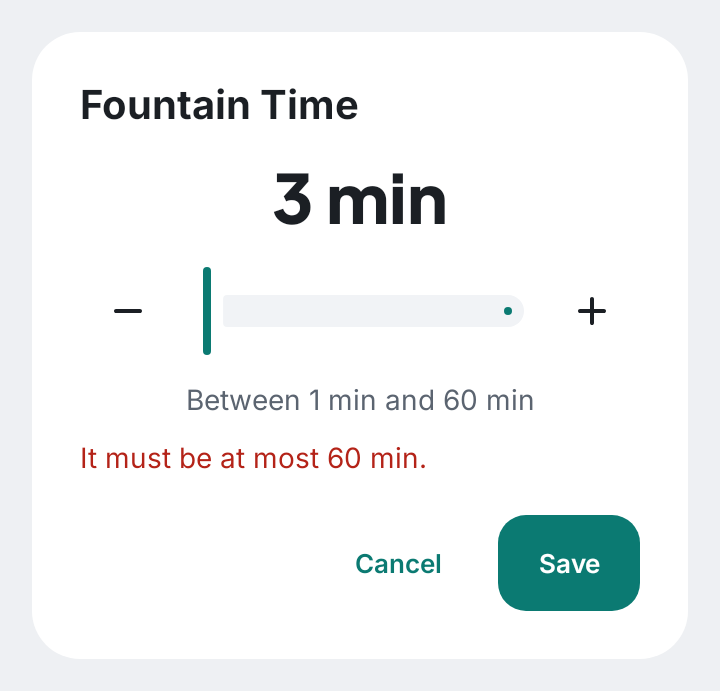 Fountain Time
3 min
Between 1 min and 60 min
It must be at most 60 min.
Cancel
Save